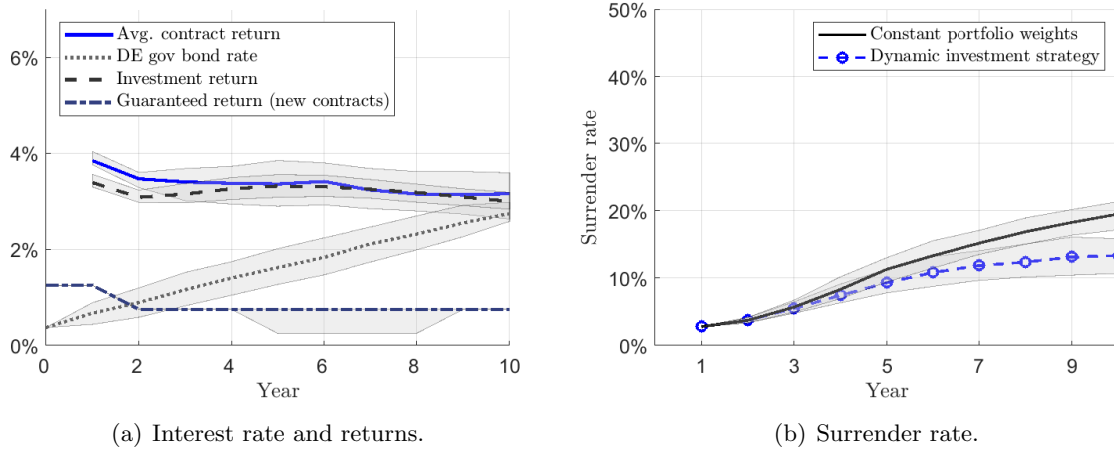 6%
4%
2%
0%
Avg. contract return
DE gov bond rate
Investment return
Guaranteed return (new contracts)
0 2 4 6 8 10
Year
(a) Interest rate and returns.
50%
40%
30%
20%
10%
0%
Surrender rate
Constant portfolio weights
Dynamic investment strategy
1 3 5 7 9
Year
(b) Surrender rate.